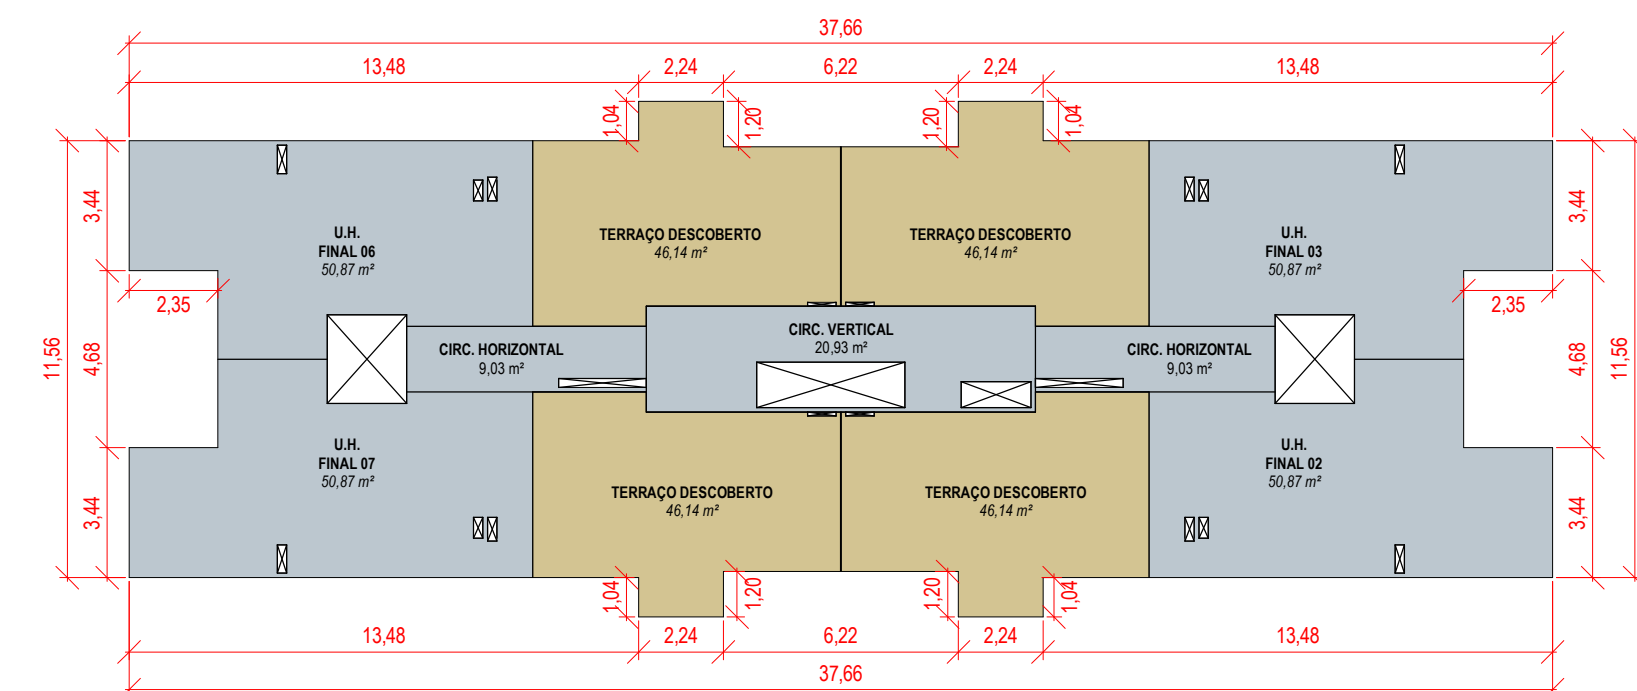 37,66
13,48
2,24
6,22
2,24
13,48
1,04
1,20
1,20
1,04
3,44
3,44
U.H.
FINAL 06
50,87 m²
TERRAÇO DESCOBERTO
46,14 m²
TERRAÇO DESCOBERTO
46,14 m²
U.H.
FINAL 03
50,87 m²
2,35
2,35
11,56
4,68
CIRC. HORIZONTAL
9,03 m²
CIRC. VERTICAL
20,93 m²
CIRC. HORIZONTAL
9,03 m²
4,68
11,56
U.H.
FINAL 07
50,87 m²
TERRAÇO DESCOBERTO
46,14 m²
TERRAÇO DESCOBERTO
46,14 m²
U.H.
FINAL 02
50,87 m²
3,44
3,44
1,04
1,20
1,20
1,04
13,48
2,24
6,22
2,24
13,48
37,66